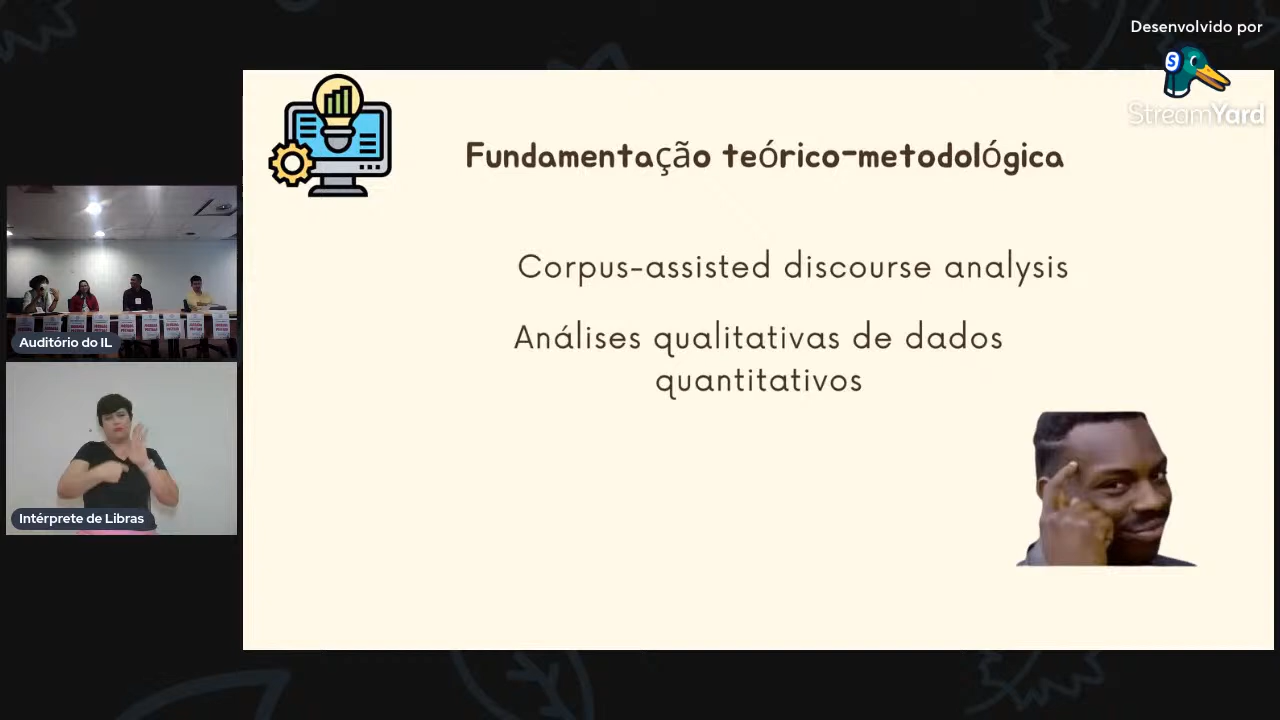 Desenvolvido por
StreamYard
Fundamentação teórico-metodológica
Corpus-assisted discourse analysis
Análises qualitativas de dados
quantitativos
Auditório do IL
Intérprete de Libras